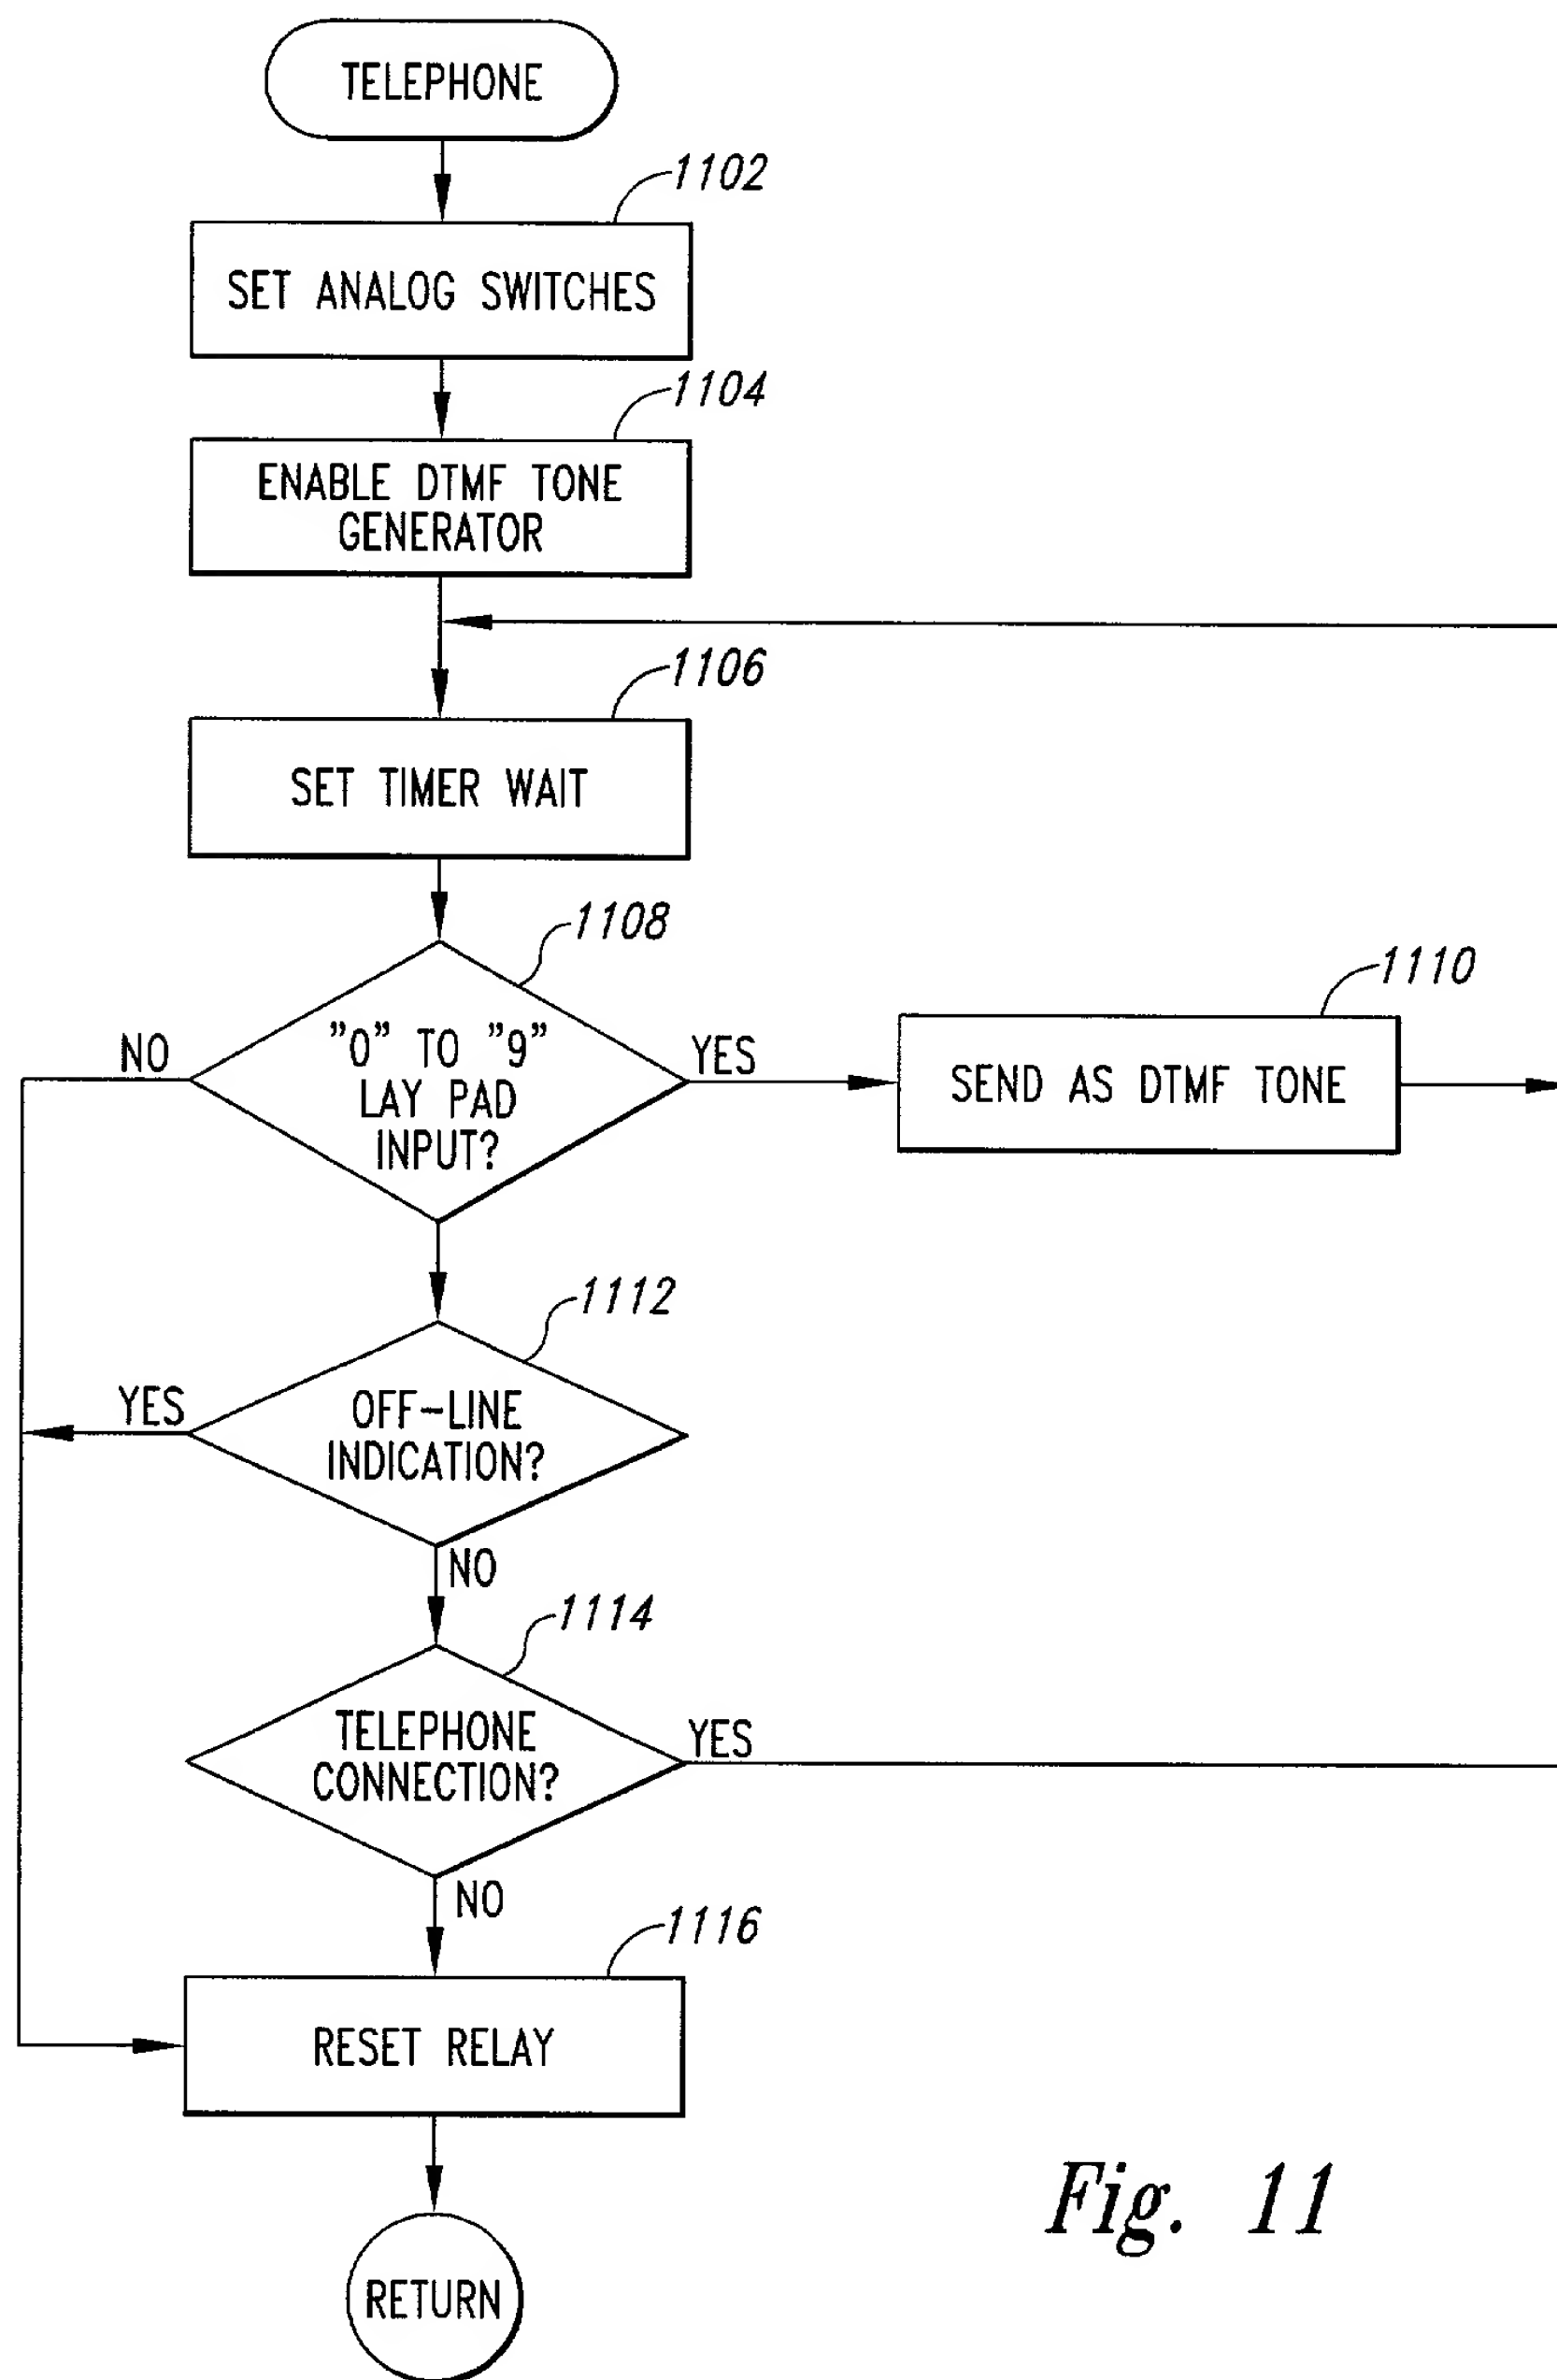 TELEPHONE
1102
SET ANALOG SWITCHES
1104
ENABLE DTMF TONE
GENERATOR
1106
SET TIMER WAIT
1108
"0" TO "9"
LAY PAD
INPUT?
NO
YES
1110
SEND AS DTMF TONE
1112
OFF-LINE
INDICATION?
YES
NO
1114
TELEPHONE
CONNECTION?
YES
NO
1116
RESET RELAY
RETURN
Fig. 11